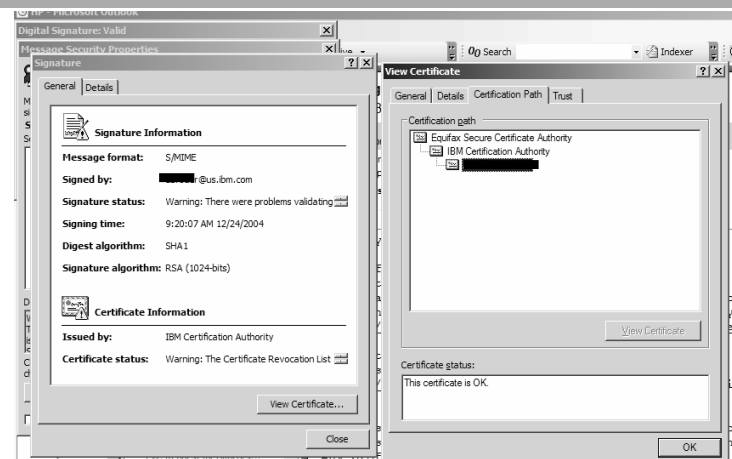 HP - Microsoft Outlook
Digital Signature: Valid
Message Security Properties
Signature
General Details
Signature Information
Message format: S/MIME
Signed by: r@us.ibm.com
Signature status: Warning: There were problems validating
Signing time: 9:20:07 AM 12/24/2004
Digest algorithm: SHA1
Signature algorithm: RSA (1024-bits)
Certificate Information
Issued by: IBM Certification Authority
Certificate status: Warning: The Certificate Revocation List
View Certificate...
Close
Search Indexer
View Certificate
General Details Certification Path Trust
Certification path
Equifax Secure Certificate Authority
IBM Certification Authority
View Certificate
Certificate status:
This certificate is OK.
OK